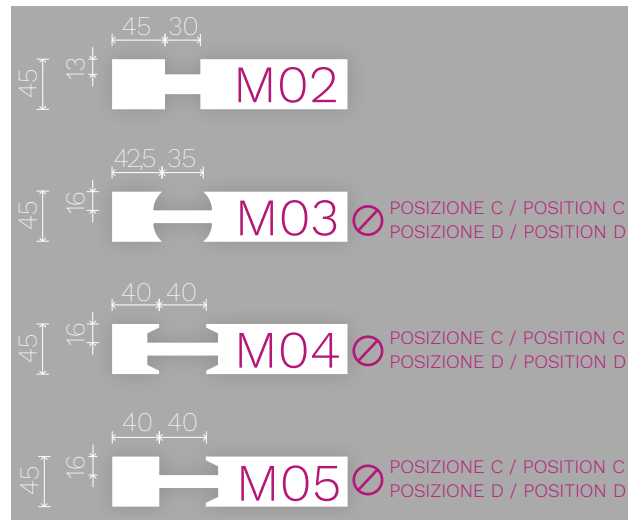 45 30
13
45
M02
42,5 35
16
45
M03
POSIZIONE C / POSITION C
POSIZIONE D / POSITION D
40 40
16
45
M04
POSIZIONE C / POSITION C
POSIZIONE D / POSITION D
40 40
16
45
M05
POSIZIONE C / POSITION C
POSIZIONE D / POSITION D